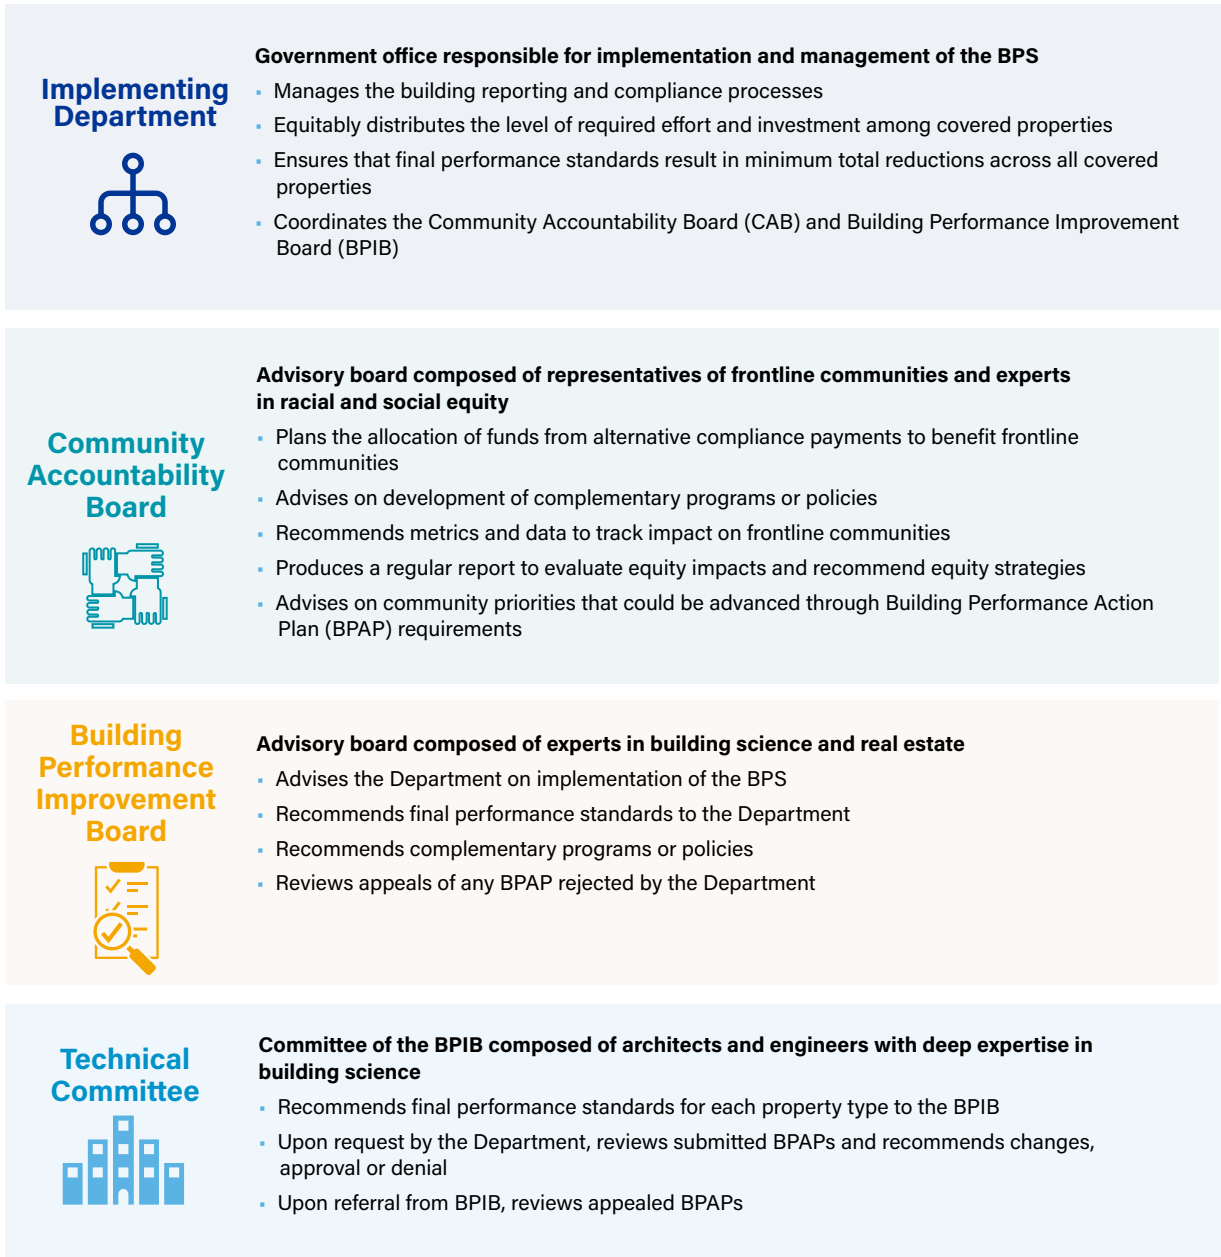 Implementing
Department
Government office responsible for implementation and management of the BPS
▪ Manages the building reporting and compliance processes
▪ Equitably distributes the level of required effort and investment among covered properties
▪ Ensures that final performance standards result in minimum total reductions across all covered
properties
▪ Coordinates the Community Accountability Board (CAB) and Building Performance Improvement
Board (BPIB)
Community
Accountability
Board
Advisory board composed of representatives of frontline communities and experts
in racial and social equity
▪ Plans the allocation of funds from alternative compliance payments to benefit frontline
communities
▪ Advises on development of complementary programs or policies
▪ Recommends metrics and data to track impact on frontline communities
▪ Produces a regular report to evaluate equity impacts and recommend equity strategies
▪ Advises on community priorities that could be advanced through Building Performance Action
Plan (BPAP) requirements
Building
Performance
Improvement
Board
Advisory board composed of experts in building science and real estate
▪ Advises the Department on implementation of the BPS
▪ Recommends final performance standards to the Department
▪ Recommends complementary programs or policies
▪ Reviews appeals of any BPAP rejected by the Department
Technical
Committee
Committee of the BPIB composed of architects and engineers with deep expertise in
building science
▪ Recommends final performance standards for each property type to the BPIB
▪ Upon request by the Department, reviews submitted BPAPs and recommends changes,
approval or denial
▪ Upon referral from BPIB, reviews appealed BPAPs